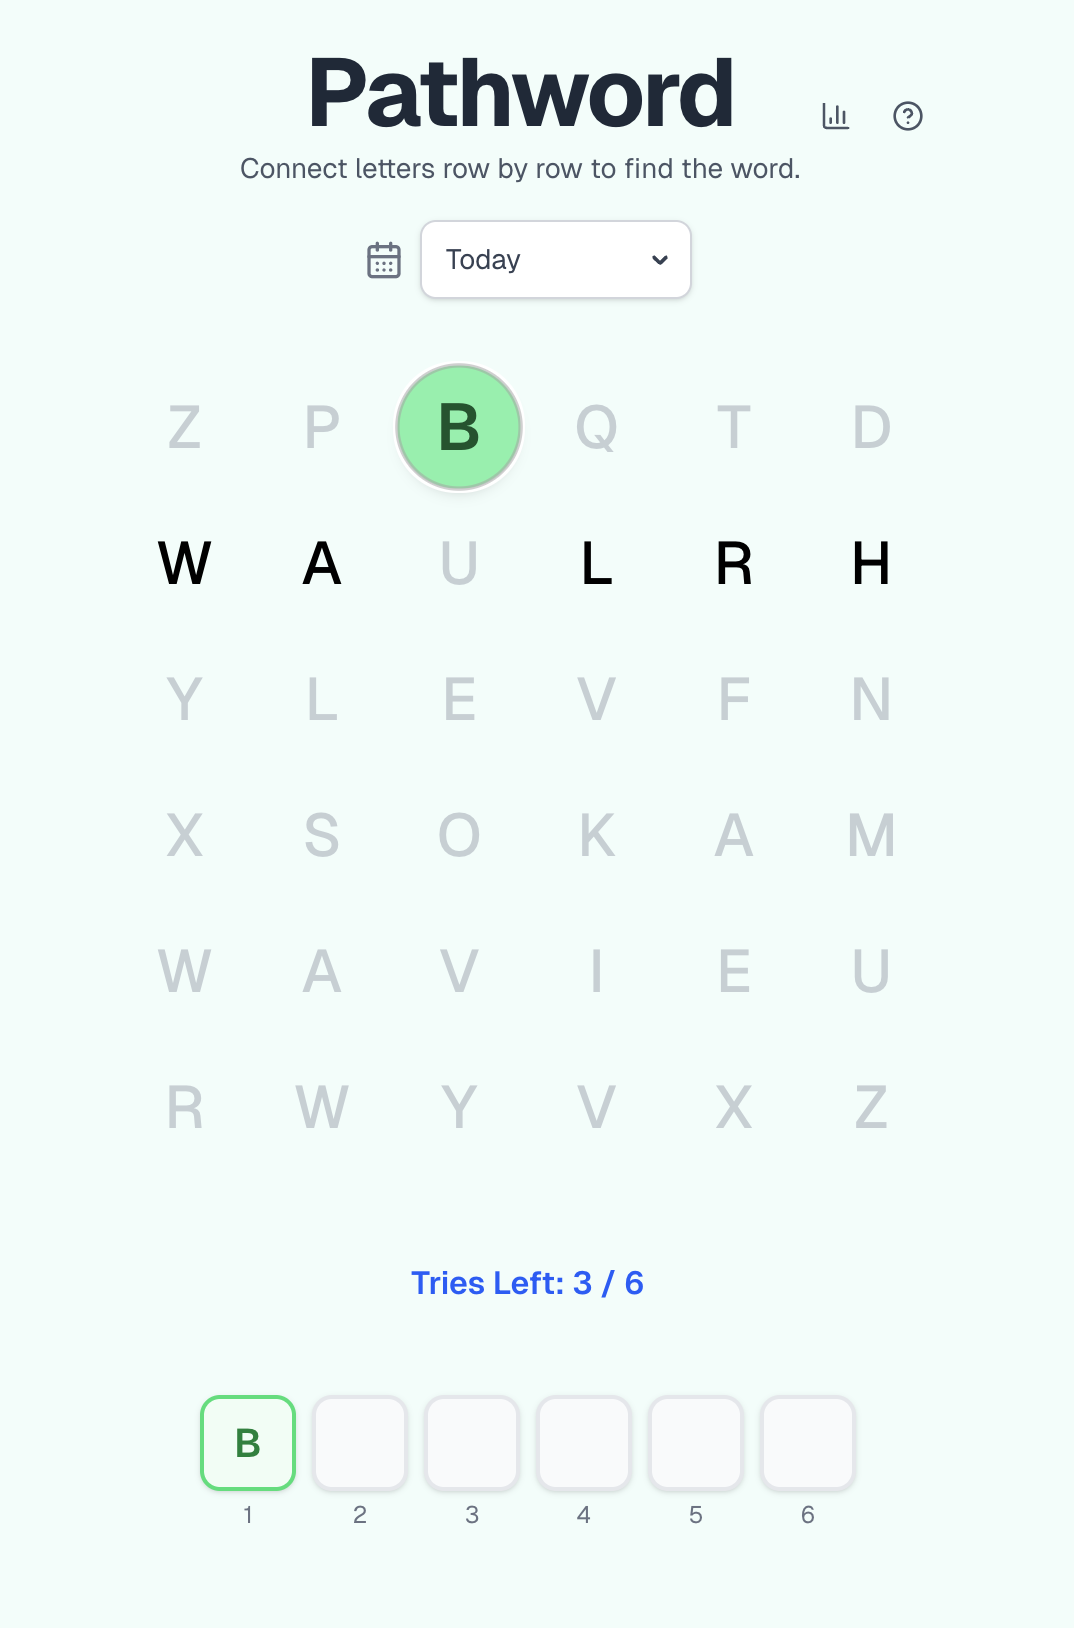 Pathword
Connect letters row by row to find the word.
Today
Z P B Q T D
W A U L R H
Y L E V F N
X S O K A M
W A V I E U
R W Y V X Z
Tries Left: 3 / 6
B
1 2 3 4 5 6